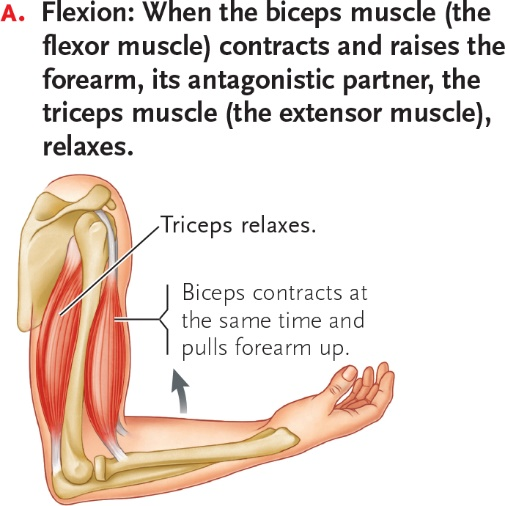 A. Flexion: When the biceps muscle (the
flexor muscle) contracts and raises the
forearm, its antagonistic partner, the
triceps muscle (the extensor muscle),
relaxes.
Triceps relaxes.
Biceps contracts at
the same time and
pulls forearm up.